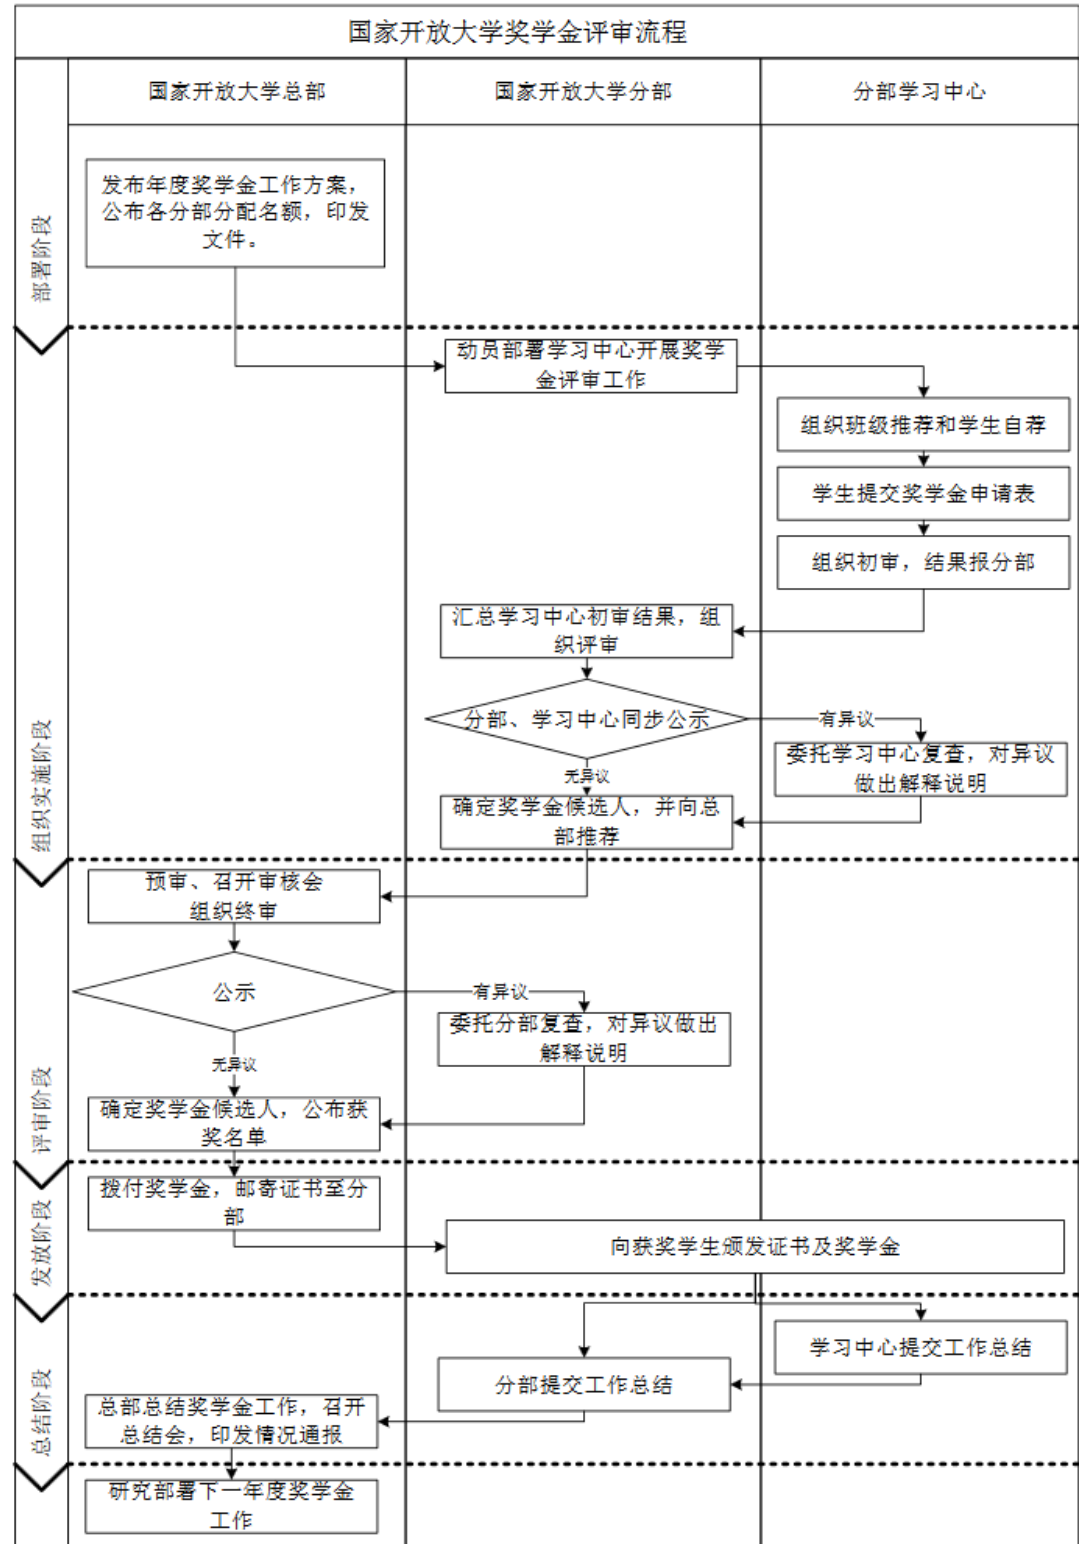 国家开放大学奖学金评审流程
国家开放大学总部
国家开放大学分部
分部学习中心
部署阶段
发布年度奖学金工作方案，
公布各分部分配名额，印发
文件。
组织实施阶段
动员部署学习中心开展奖学
金评审工作
组织班级推荐和学生自荐
学生提交奖学金申请表
组织初审，结果报分部
汇总学习中心初审结果，组
织评审
分部、学习中心同步公示
有异议
委托学习中心复查，对异议
做出解释说明
无异议
确定奖学金候选人，并向总
部推荐
评审阶段
预审、召开审核会
组织终审
公示
有异议
委托分部复查，对异议做出
解释说明
无异议
确定奖学金候选人，公布获
奖名单
发放阶段
拨付奖学金，邮寄证书至分
部
向获奖学生颁发证书及奖学金
总结阶段
学习中心提交工作总结
分部提交工作总结
总部总结奖学金工作，召开
总结会，印发情况通报
研究部署下一年度奖学金
工作